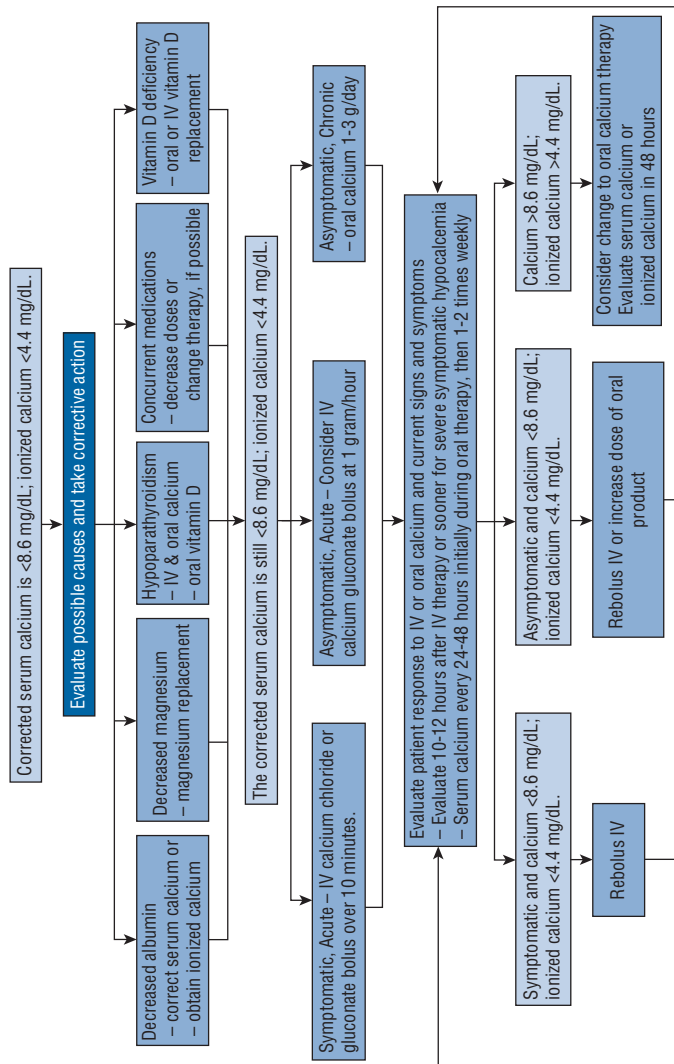 Corrected serum calcium is <8.6 mg/dL; ionized calcium <4.4 mg/dL.
Evaluate possible causes and take corrective action
Decreased albumin
– correct serum calcium or
obtain ionized calcium
Decreased magnesium
– magnesium replacement
Hypoparathyroidism
– IV & oral calcium
– oral vitamin D
Concurrent medications
– decrease doses or
change therapy, if possible
Vitamin D deficiency
– oral or IV vitamin D
replacement
The corrected serum calcium is still <8.6 mg/dL; ionized calcium <4.4 mg/dL.
Symptomatic, Acute – IV calcium chloride or
gluconate bolus over 10 minutes.
Asymptomatic, Acute – Consider IV
calcium gluconate bolus at 1 gram/hour
Asymptomatic, Chronic
– oral calcium 1-3 g/day
Evaluate patient response to IV or oral calcium and current signs and symptoms
– Evaluate 10-12 hours after IV therapy or sooner for severe symptomatic hypocalcemia
– Serum calcium every 24-48 hours initially during oral therapy, then 1-2 times weekly
Symptomatic and calcium <8.6 mg/dL;
ionized calcium <4.4 mg/dL.
Asymptomatic and calcium <8.6 mg/dL;
ionized calcium <4.4 mg/dL.
Calcium >8.6 mg/dL;
ionized calcium >4.4 mg/dL.
Rebolus IV
Rebolus IV or increase dose of oral
product
Consider change to oral calcium therapy
Evaluate serum calcium or
ionized calcium in 48 hours